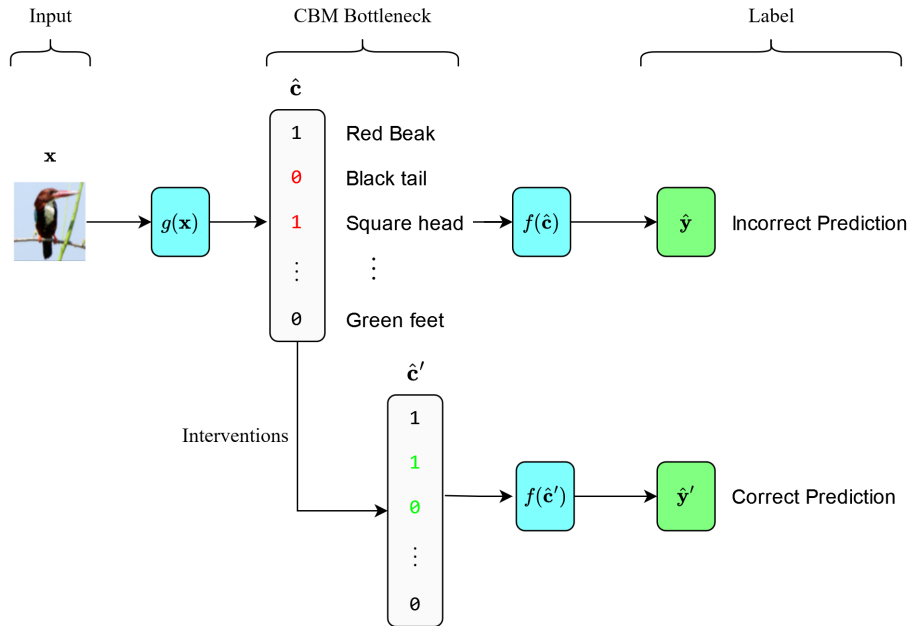 Input
CBM Bottleneck
Label
ĉ
x
1 Red Beak
0 Black tail
1 Square head
⋮ ⋮
0 Green feet
g(x)
f(ĉ)
ŷ
Incorrect Prediction
Interventions
ĉ′
1
1
0
⋮
0
f(ĉ′)
ŷ′
Correct Prediction